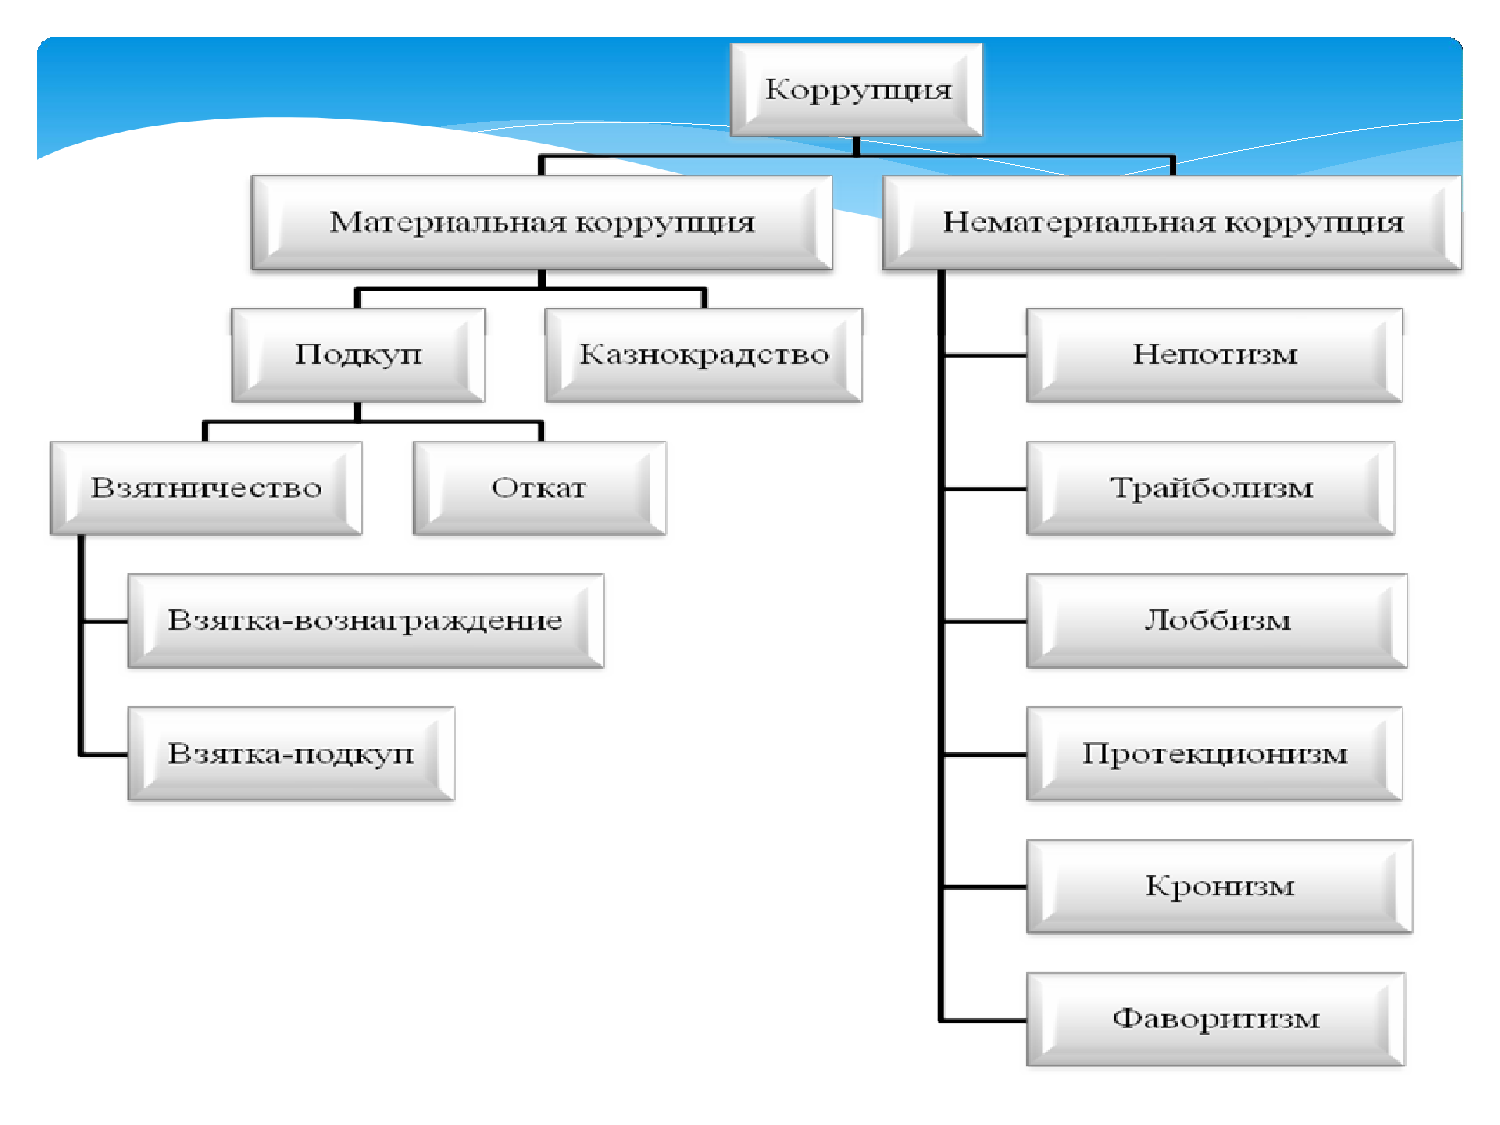 Коррупция
Материальная коррупция
Нематериальная коррупция
Подкуп
Казнокрадство
Непотизм
Взятничество
Откат
Трайболизм
Взятка-вознаграждение
Лоббизм
Взятка-подкуп
Протекционизм
Кронизм
Фаворитизм